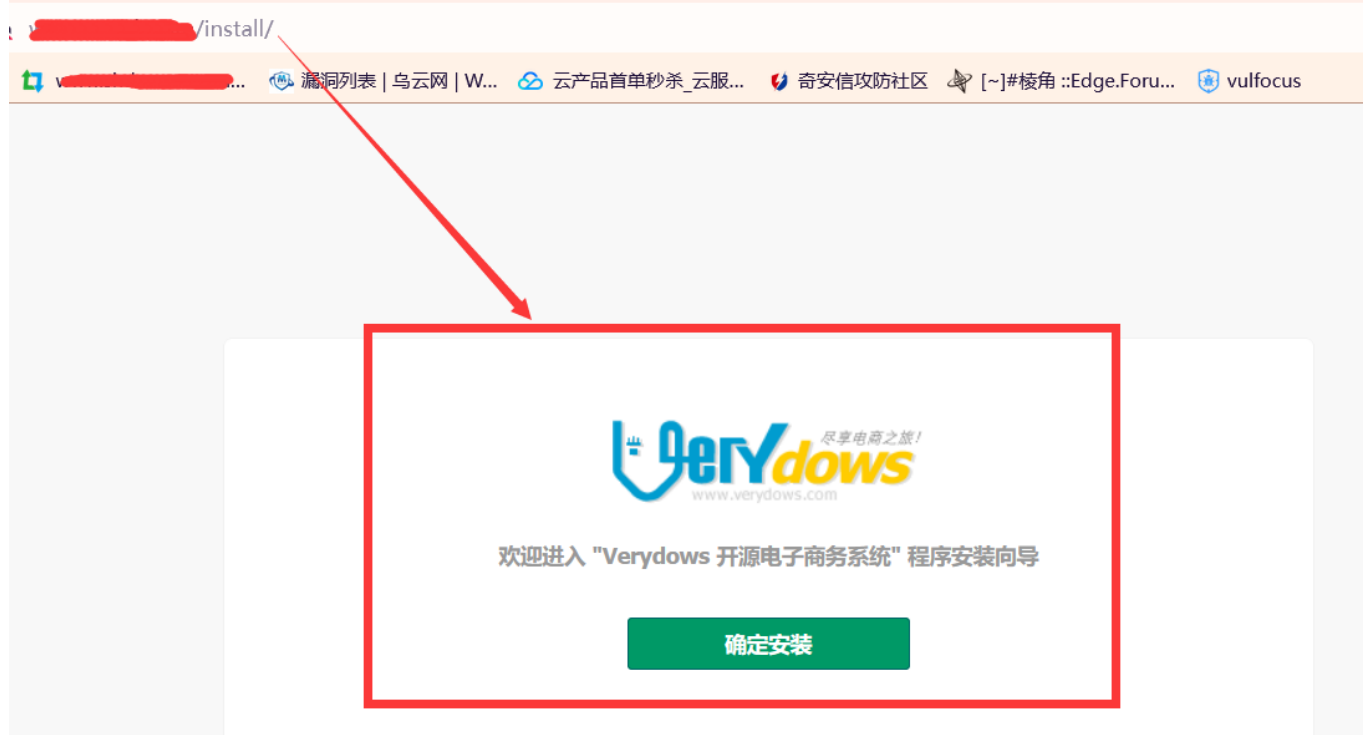 /install/
... 漏洞列表 | 乌云网 | W... 云产品首单秒杀_云服... 奇安信攻防社区 [~]#棱角 ::Edge.Foru... vulfocus
verydows 尽享电商之旅!
www.verydows.com
欢迎进入 "Verydows 开源电子商务系统" 程序安装向导
确定安装